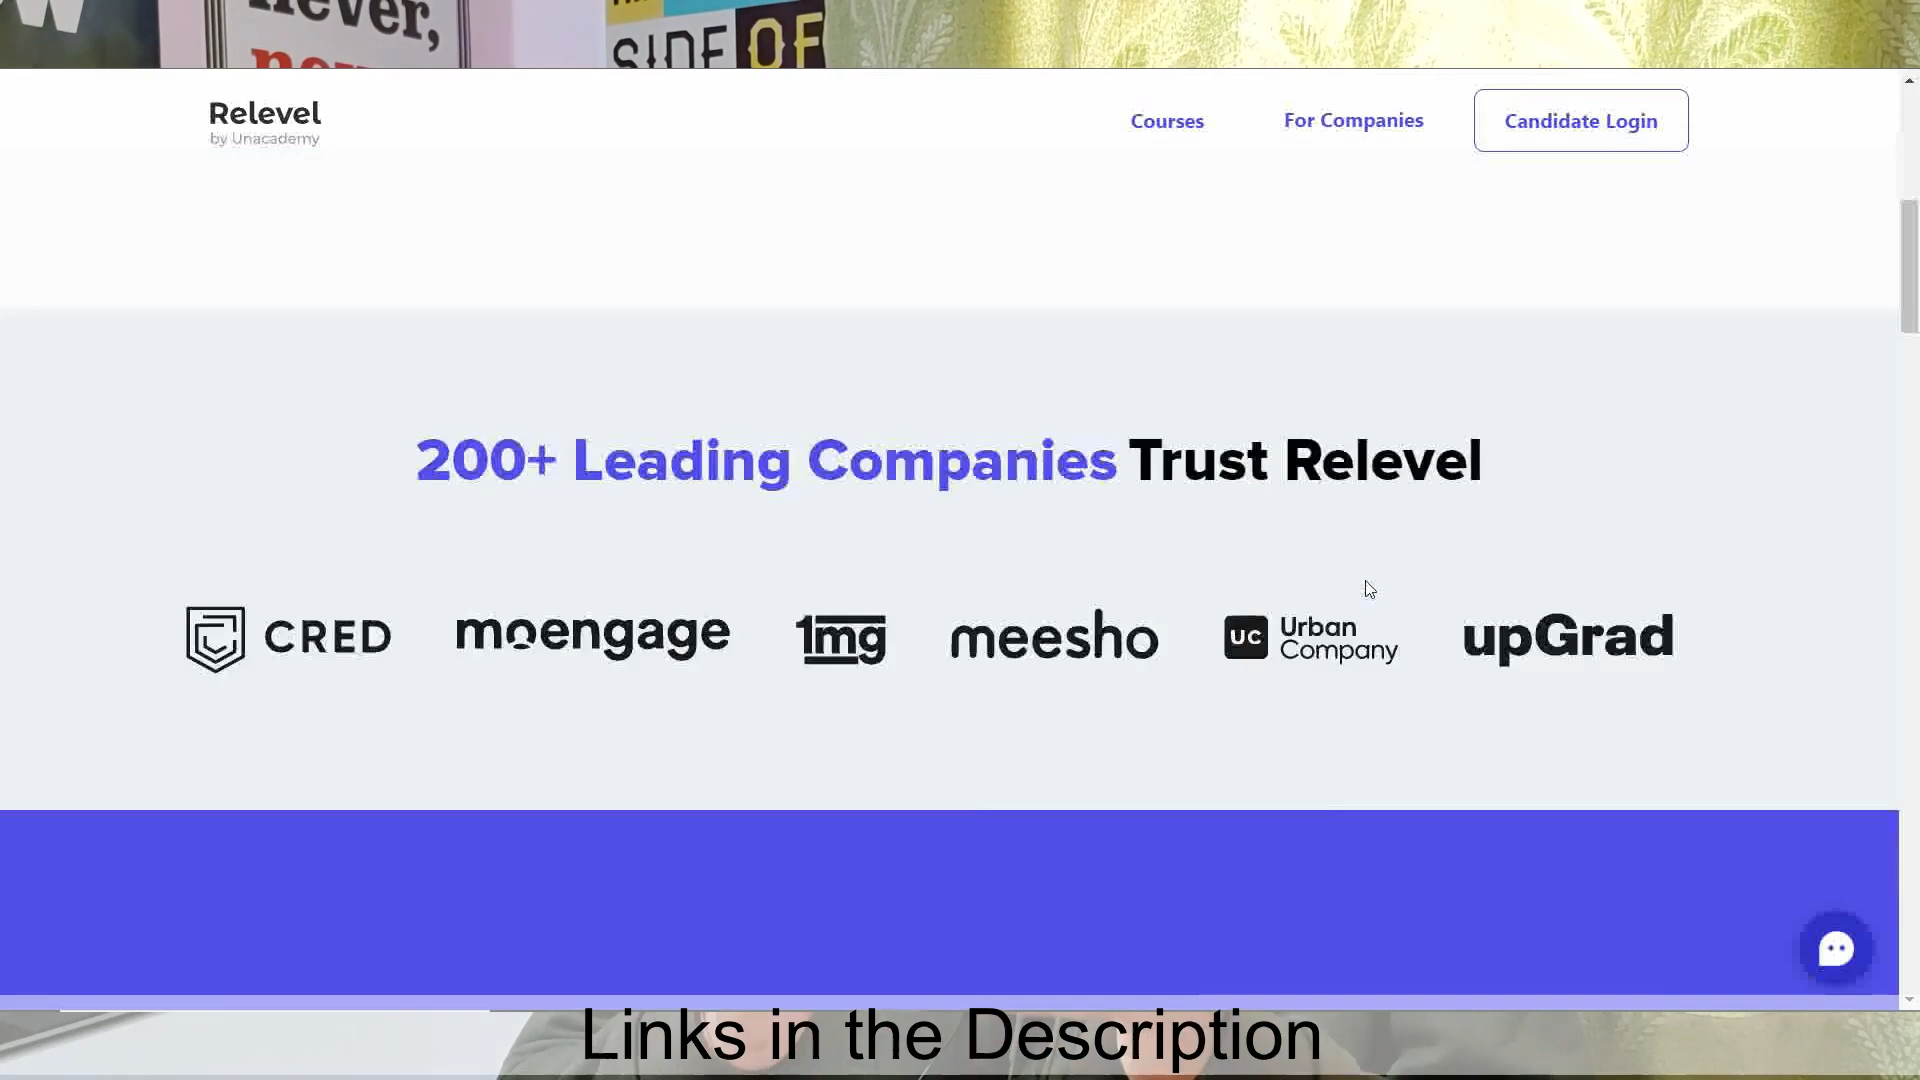 never,
SIDE OF
Relevel
by Unacademy
Courses
For Companies
Candidate Login
200+ Leading Companies Trust Relevel
CRED
moengage
1mg
meesho
UC
Urban
Company
upGrad
Links in the Description